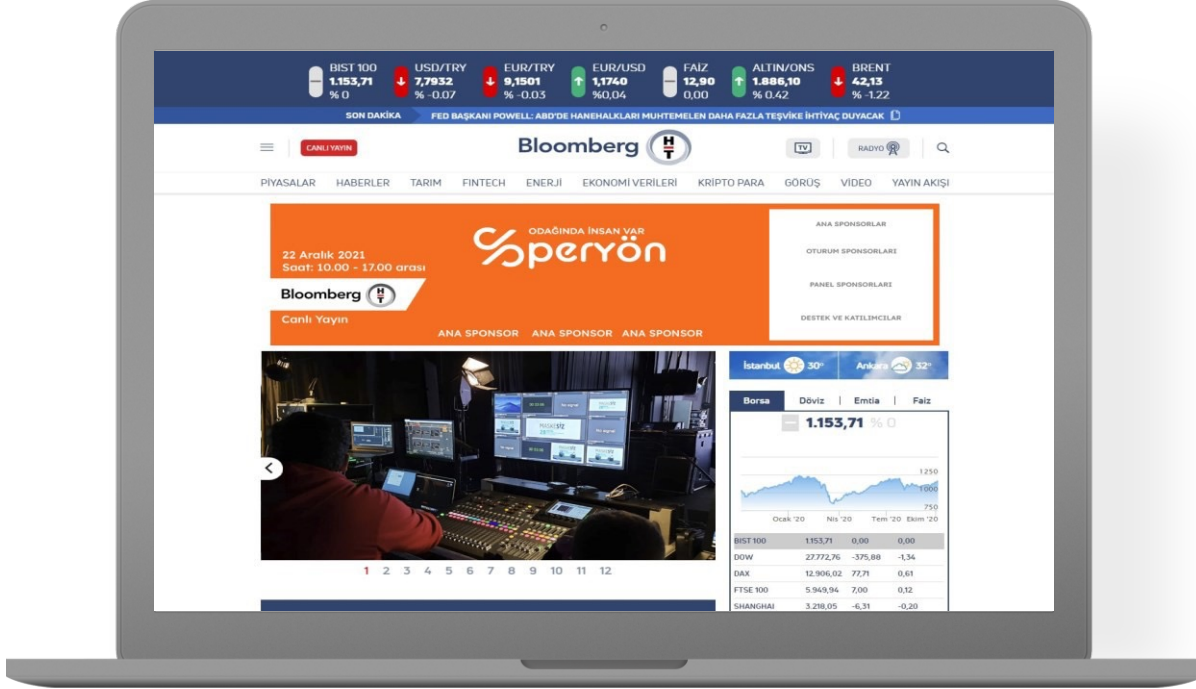 BIST 100 USD/TRY EUR/TRY EUR/USD FAİZ ALTIN/ONS BRENT
1.153,71 7,7932 9,1501 1,1740 12,90 1.886,10 42,13
% 0 % -0.07 % -0.03 %0,04 0,00 % 0.42 % -1.22
SON DAKİKA FED BAŞKANI POWELL: ABD'DE HANEHALKLARI MUHTEMELEN DAHA FAZLA TEŞVİKE İHTİYAÇ DUYACAK
CANLI YAYIN Bloomberg HT TV RADYO
PİYASALAR HABERLER TARIM FINTECH ENERJİ EKONOMİ VERİLERİ KRİPTO PARA GÖRÜŞ VİDEO YAYIN AKIŞI
ODAĞINDA İNSAN VAR
peryön
22 Aralık 2021
Saat: 10.00 - 17.00 arası
Bloomberg HT
Canlı Yayın
ANA SPONSOR ANA SPONSOR ANA SPONSOR
ANA SPONSORLAR
OTURUM SPONSORLARI
PANEL SPONSORLARI
DESTEK VE KATILIMCILAR
İstanbul 30° Ankara 32°
Borsa Döviz | Emtia | Faiz
1.153,71 % 0
1250
1000
750
Ocak '20 Nis '20 Tem '20 Ekim '20
BIST 100 1.153,71 0,00 0,00
DOW 27.772,76 -375,88 -1,34
DAX 12.906,02 77,71 0,61
FTSE 100 5.949,94 7,00 0,12
SHANGHAI 3.218,05 -6,31 -0,20
1 2 3 4 5 6 7 8 9 10 11 12